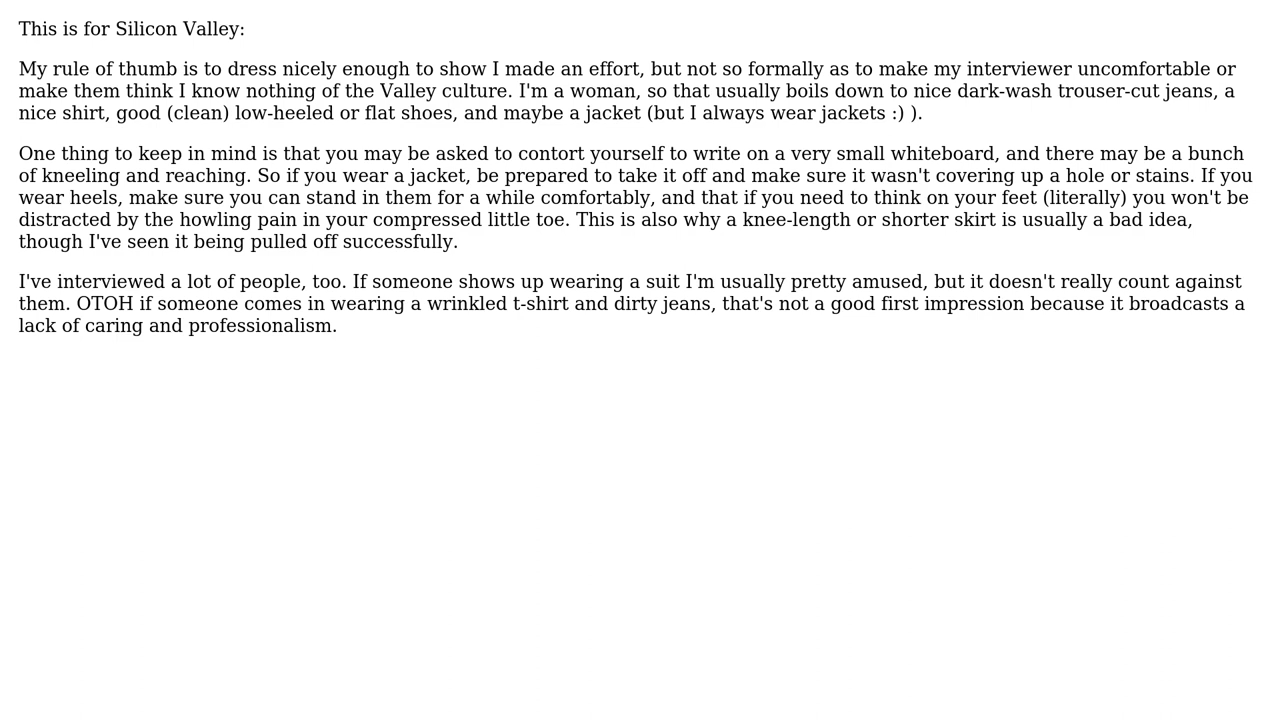 This is for Silicon Valley:
My rule of thumb is to dress nicely enough to show I made an effort, but not so formally as to make my interviewer uncomfortable or
make them think I know nothing of the Valley culture. I'm a woman, so that usually boils down to nice dark-wash trouser-cut jeans, a
nice shirt, good (clean) low-heeled or flat shoes, and maybe a jacket (but I always wear jackets :) ).
One thing to keep in mind is that you may be asked to contort yourself to write on a very small whiteboard, and there may be a bunch
of kneeling and reaching. So if you wear a jacket, be prepared to take it off and make sure it wasn't covering up a hole or stains. If you
wear heels, make sure you can stand in them for a while comfortably, and that if you need to think on your feet (literally) you won't be
distracted by the howling pain in your compressed little toe. This is also why a knee-length or shorter skirt is usually a bad idea,
though I've seen it being pulled off successfully.
I've interviewed a lot of people, too. If someone shows up wearing a suit I'm usually pretty amused, but it doesn't really count against
them. OTOH if someone comes in wearing a wrinkled t-shirt and dirty jeans, that's not a good first impression because it broadcasts a
lack of caring and professionalism.